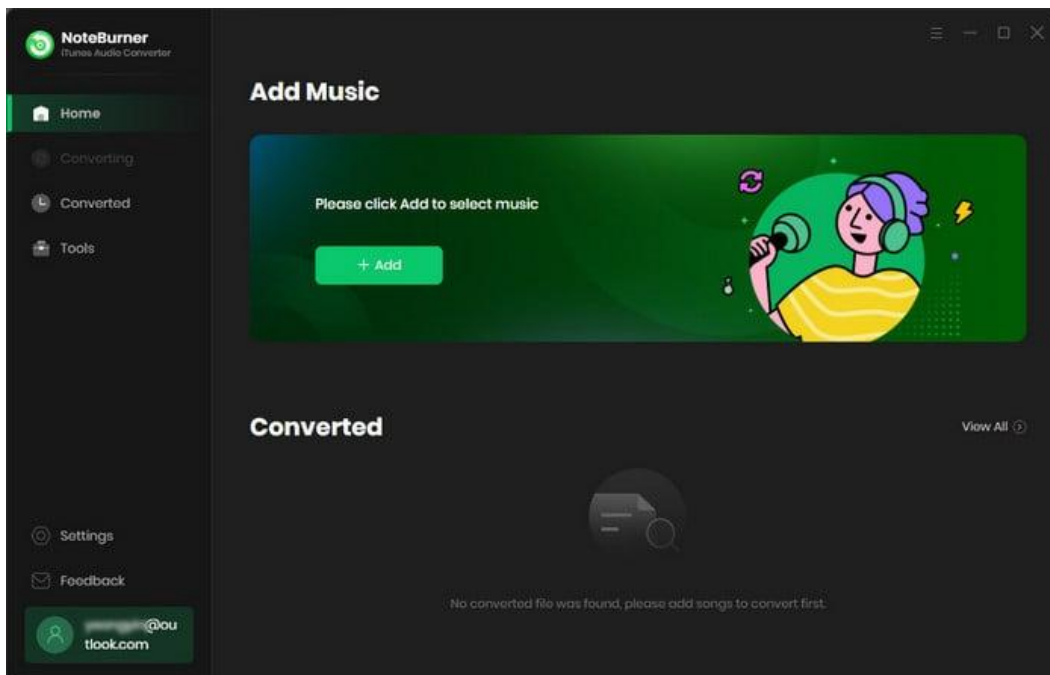 NoteBurner
iTunes Audio Converter
Home
Converting
Converted
Tools
Settings
Feedback
@ou
tlook.com
Add Music
Please click Add to select music
+ Add
Converted
View All
No converted file was found, please add songs to convert first.